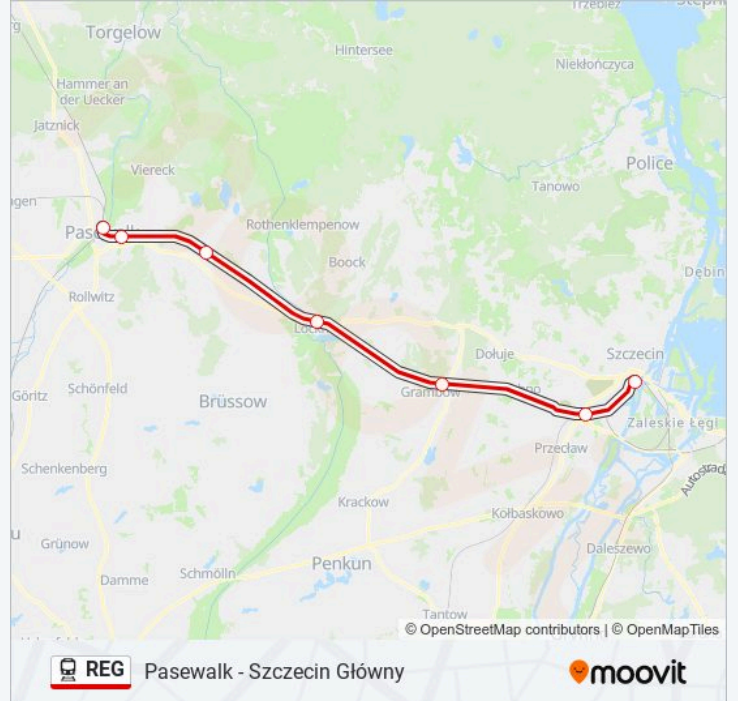 Trzebież
Torgelow
Hintersee
Niekłończyca
Hammer an
der Uecker
Jatznick
Police
Viereck
Tanowo
Rothenklempenow
Boock
Rollwitz
Dołuje
Szczecin
Grambow
Göritz
Schönfeld
Brüssow
Zaleskie Łęgi
Przecław
Schenkenberg
Krackow
Kołbaskowo
Grünow
Daleszewo
Schmölln
Penkun
Damme
Tantow
© OpenStreetMap contributors | © OpenMapTiles
REG Pasewalk - Szczecin Główny moovit